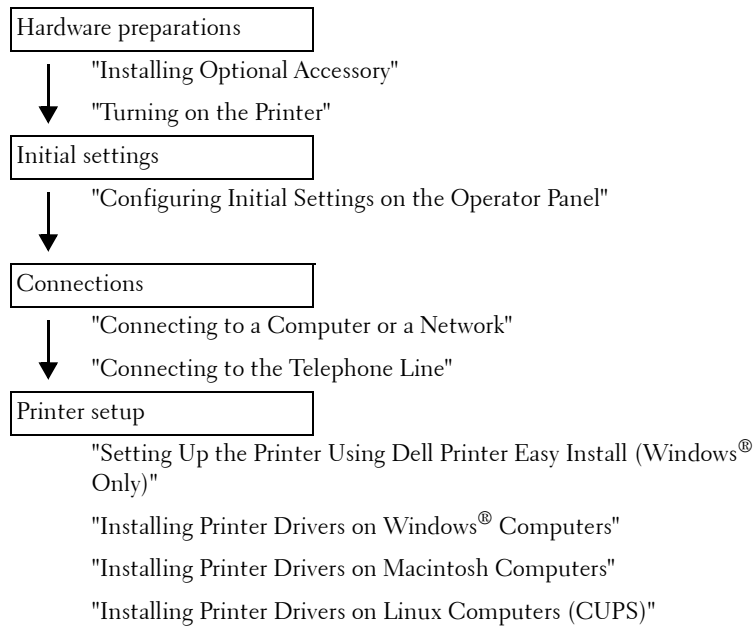 Hardware preparations
"Installing Optional Accessory"
"Turning on the Printer"
Initial settings
"Configuring Initial Settings on the Operator Panel"
Connections
"Connecting to a Computer or a Network"
"Connecting to the Telephone Line"
Printer setup
"Setting Up the Printer Using Dell Printer Easy Install (Windows®
Only)"
"Installing Printer Drivers on Windows® Computers"
"Installing Printer Drivers on Macintosh Computers"
"Installing Printer Drivers on Linux Computers (CUPS)"